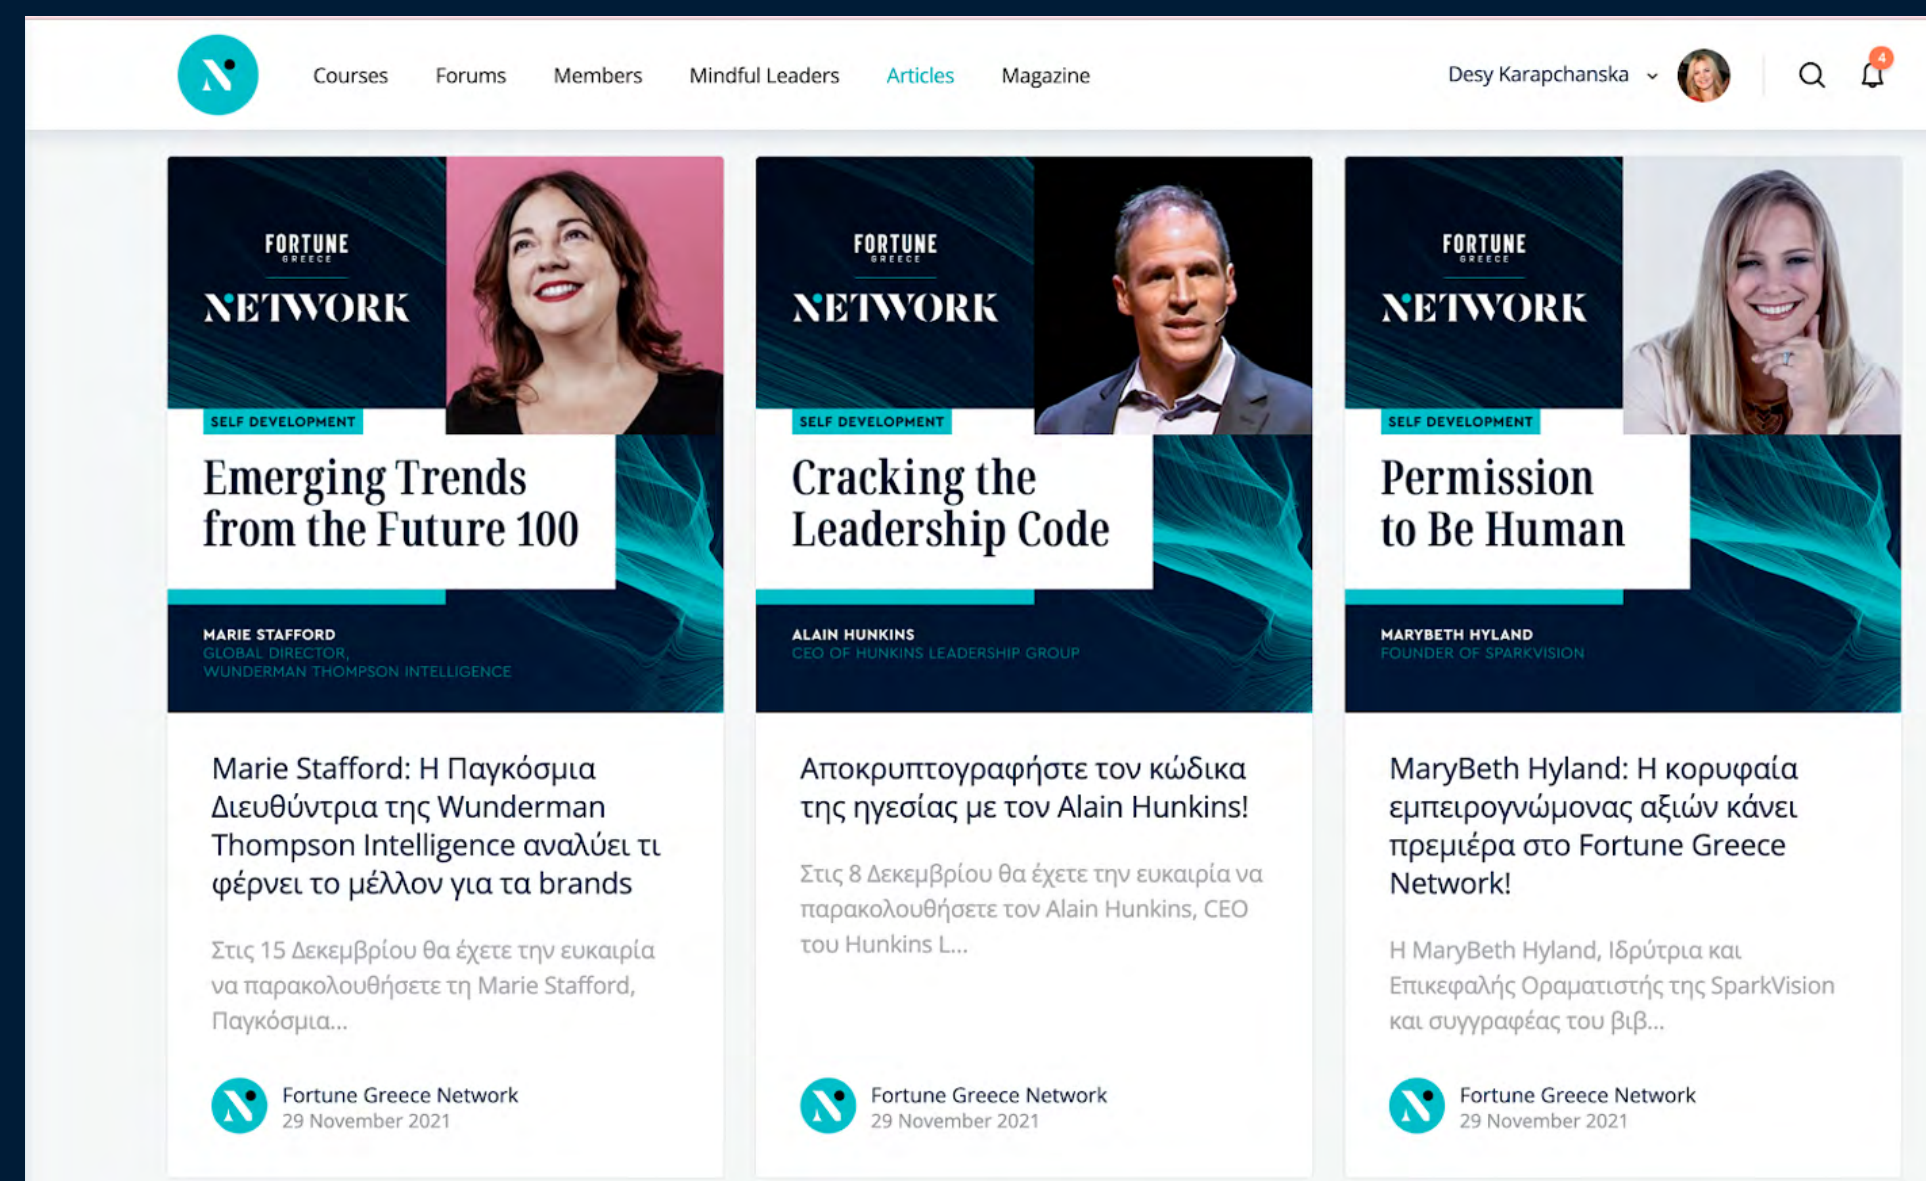 N
Courses
Forums
Members
Mindful Leaders
Articles
Magazine
Desy Karapchanska
4
FORTUNE
GREECE
NETWORK
SELF DEVELOPMENT
Emerging Trends
from the Future 100
MARIE STAFFORD
GLOBAL DIRECTOR,
WUNDERMAN THOMPSON INTELLIGENCE
Marie Stafford: Η Παγκόσμια
Διευθύντρια της Wunderman
Thompson Intelligence αναλύει τι
φέρνει το μέλλον για τα brands
Στις 15 Δεκεμβρίου θα έχετε την ευκαιρία
να παρακολουθήσετε τη Marie Stafford,
Παγκόσμια...
N
Fortune Greece Network
29 November 2021
FORTUNE
GREECE
NETWORK
SELF DEVELOPMENT
Cracking the
Leadership Code
ALAIN HUNKINS
CEO OF HUNKINS LEADERSHIP GROUP
Αποκρυπτογραφήστε τον κώδικα
της ηγεσίας με τον Alain Hunkins!
Στις 8 Δεκεμβρίου θα έχετε την ευκαιρία να
παρακολουθήσετε τον Alain Hunkins, CEO
του Hunkins L...
N
Fortune Greece Network
29 November 2021
FORTUNE
GREECE
NETWORK
SELF DEVELOPMENT
Permission
to Be Human
MARYBETH HYLAND
FOUNDER OF SPARKVISION
MaryBeth Hyland: Η κορυφαία
εμπειρογνώμονας αξιών κάνει
πρεμιέρα στο Fortune Greece
Network!
Η MaryBeth Hyland, Ιδρύτρια και
Επικεφαλής Οραματιστής της SparkVision
και συγγραφέας του βιβ...
N
Fortune Greece Network
29 November 2021